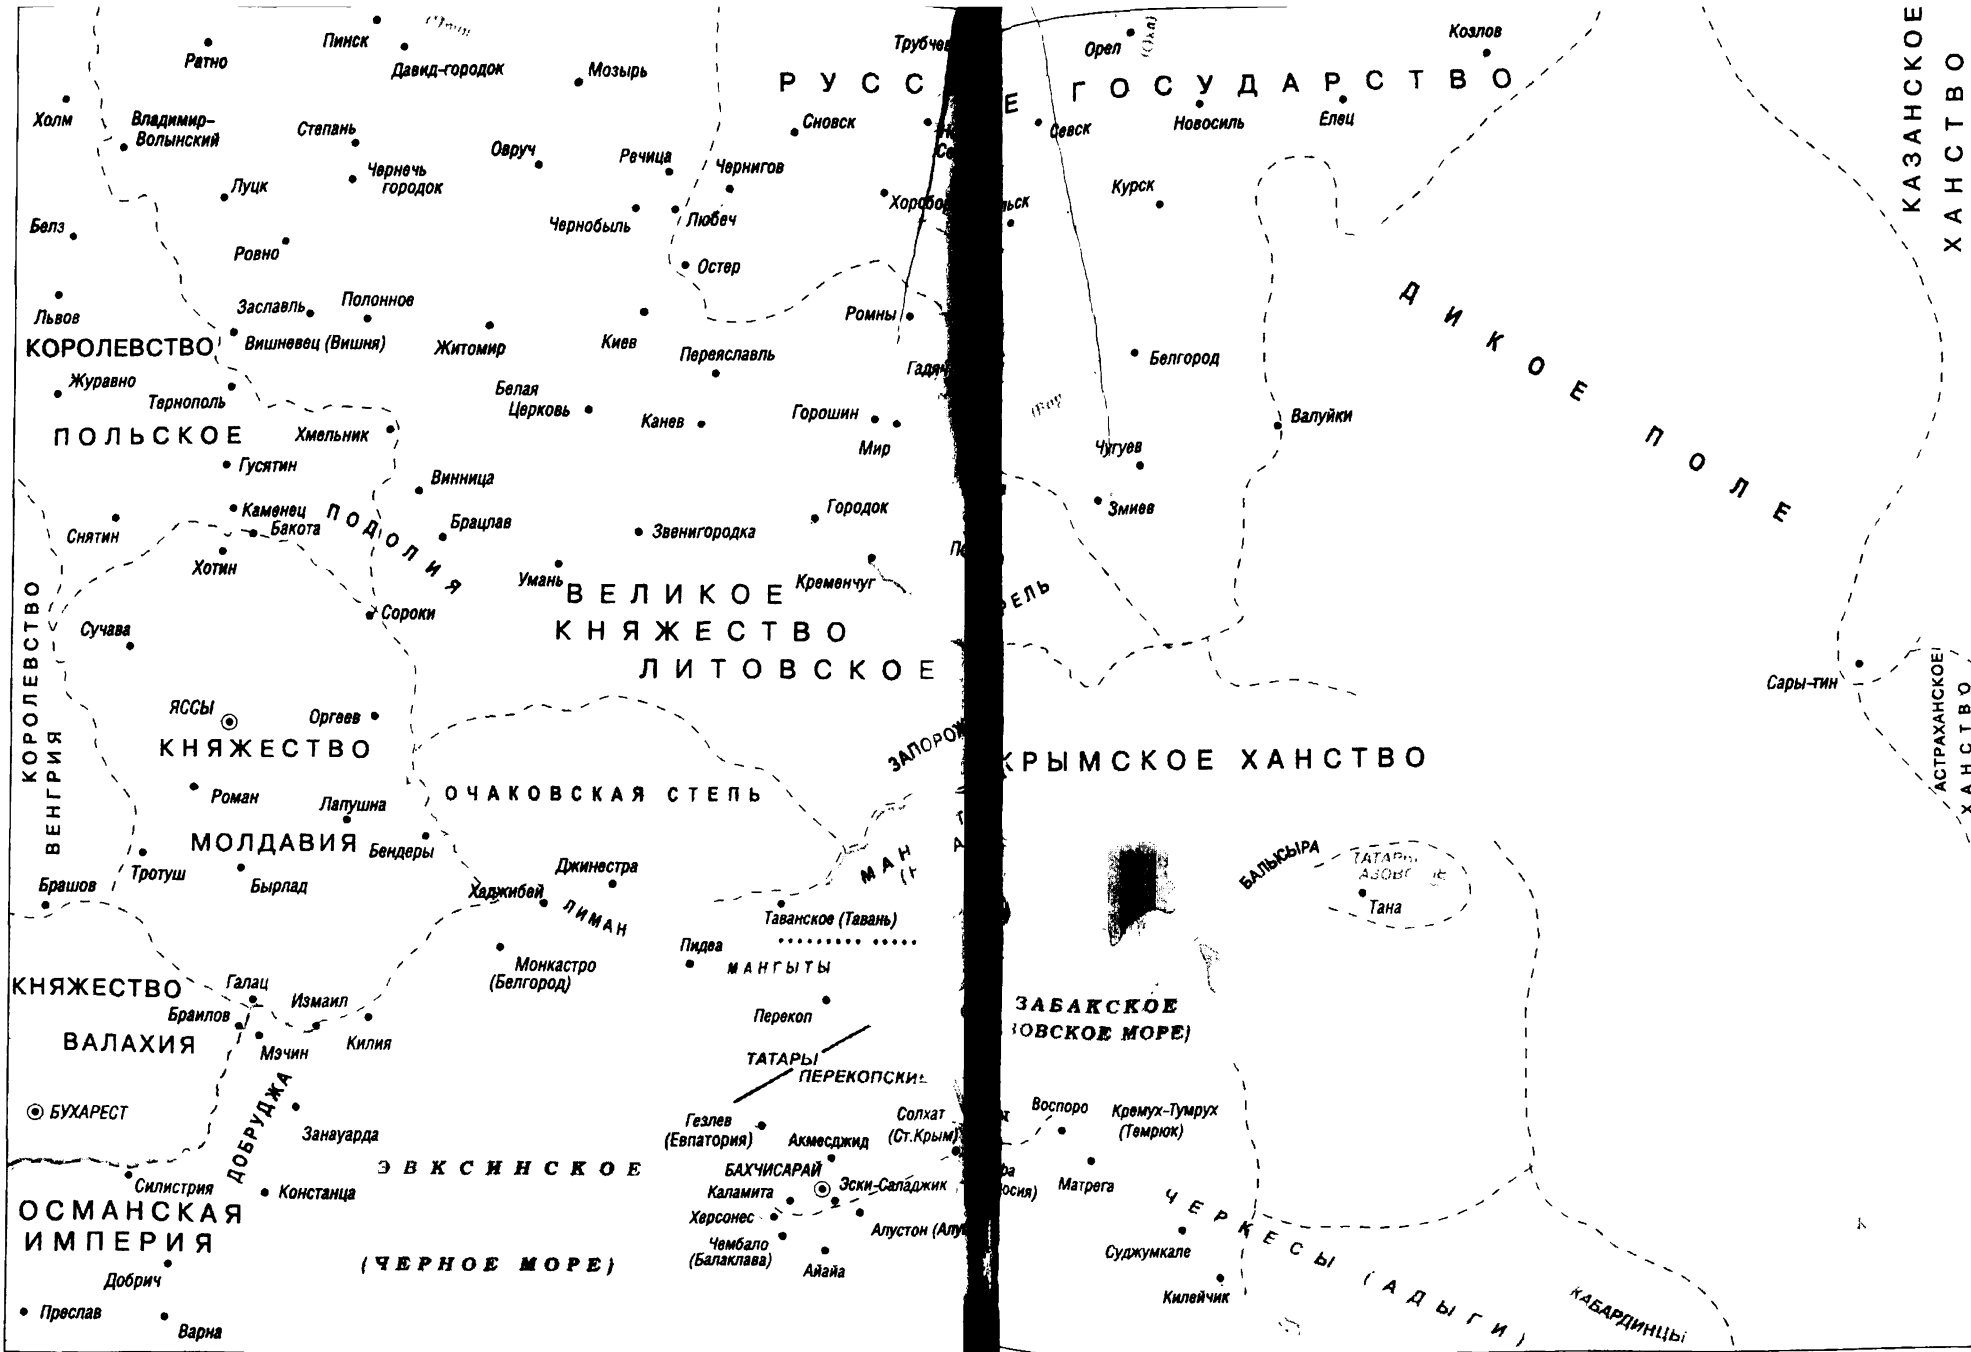 Пинск
Ратно
Давид-городок
Мозырь
Орел
Козлов
КАЗАНСКОЕ
ХАНСТВО
ГОСУДАРСТВО
Холм
Владимир-
Волынский
Степань
Чернечь
городок
Овруч
Речица
Чернигов
Сновск
Севск
Новосиль
Елец
Луцк
Чернобыль
Любеч
Курск
Белз
Ровно
Остер
Львов
Заславль
Полонное
Вишневец (Вишня)
Житомир
Киев
Переяславль
Ромны
Белгород
ДИКОЕ ПОЛЕ
КОРОЛЕВСТВО
Журавно
Тернополь
Белая
Церковь
Канев
Горошин
Мир
Валуйки
ПОЛЬСКОЕ
Хмельник
Гусятин
Винница
Чугуев
Змиев
Каменец
Бакота
ПОДОЛИЯ
Брацлав
Звенигородка
Городок
Снятин
Хотин
Умань
Кременчуг
ВЕЛИКОЕ
КНЯЖЕСТВО
ЛИТОВСКОЕ
Сороки
Сучава
КОРОЛЕВСТВО
ВЕНГРИЯ
ЯССЫ
Оргеев
КНЯЖЕСТВО
Сары-тин
АСТРАХАНСКОЕ
ХАНСТВО
КРЫМСКОЕ ХАНСТВО
Роман
Лапушна
ОЧАКОВСКАЯ СТЕПЬ
МОЛДАВИЯ
Бендеры
Тротуш
Бырлад
Джинестра
Хаджибей
ЛИМАН
Брашов
Таванское (Тавань)
БАЛЫСЫРА
ТАТАРЫ
Тана
Пидеа
МАНГЫТЫ
Монкастро
(Белгород)
КНЯЖЕСТВО
ВАЛАХИЯ
Галац
Браилов
Измаил
Мэчин
Килия
Перекоп
ЗАБАКСКОЕ
МОРЕ)
ТАТАРЫ
ПЕРЕКОПСКИЕ
БУХАРЕСТ
ДОБРУДЖА
Занауарда
Гезлев
(Евпатория)
Акмесджид
Солхат
(Ст.Крым)
Воспоро
Кремух-Тумрух
(Темрюк)
ЭВКСИНСКОЕ
БАХЧИСАРАЙ
Эски-Саладжик
Каламита
Матрега
Силистрия
Констанца
Херсонес
Чембало
(Балаклава)
Айайа
Алустон
ОСМАНСКАЯ
ИМПЕРИЯ
(ЧЕРНОЕ МОРЕ)
Суджумкале
Килейчик
ЧЕРКЕСЫ (АДЫГИ)
КАБАРДИНЦЫ
Добрич
Преслав
Варна